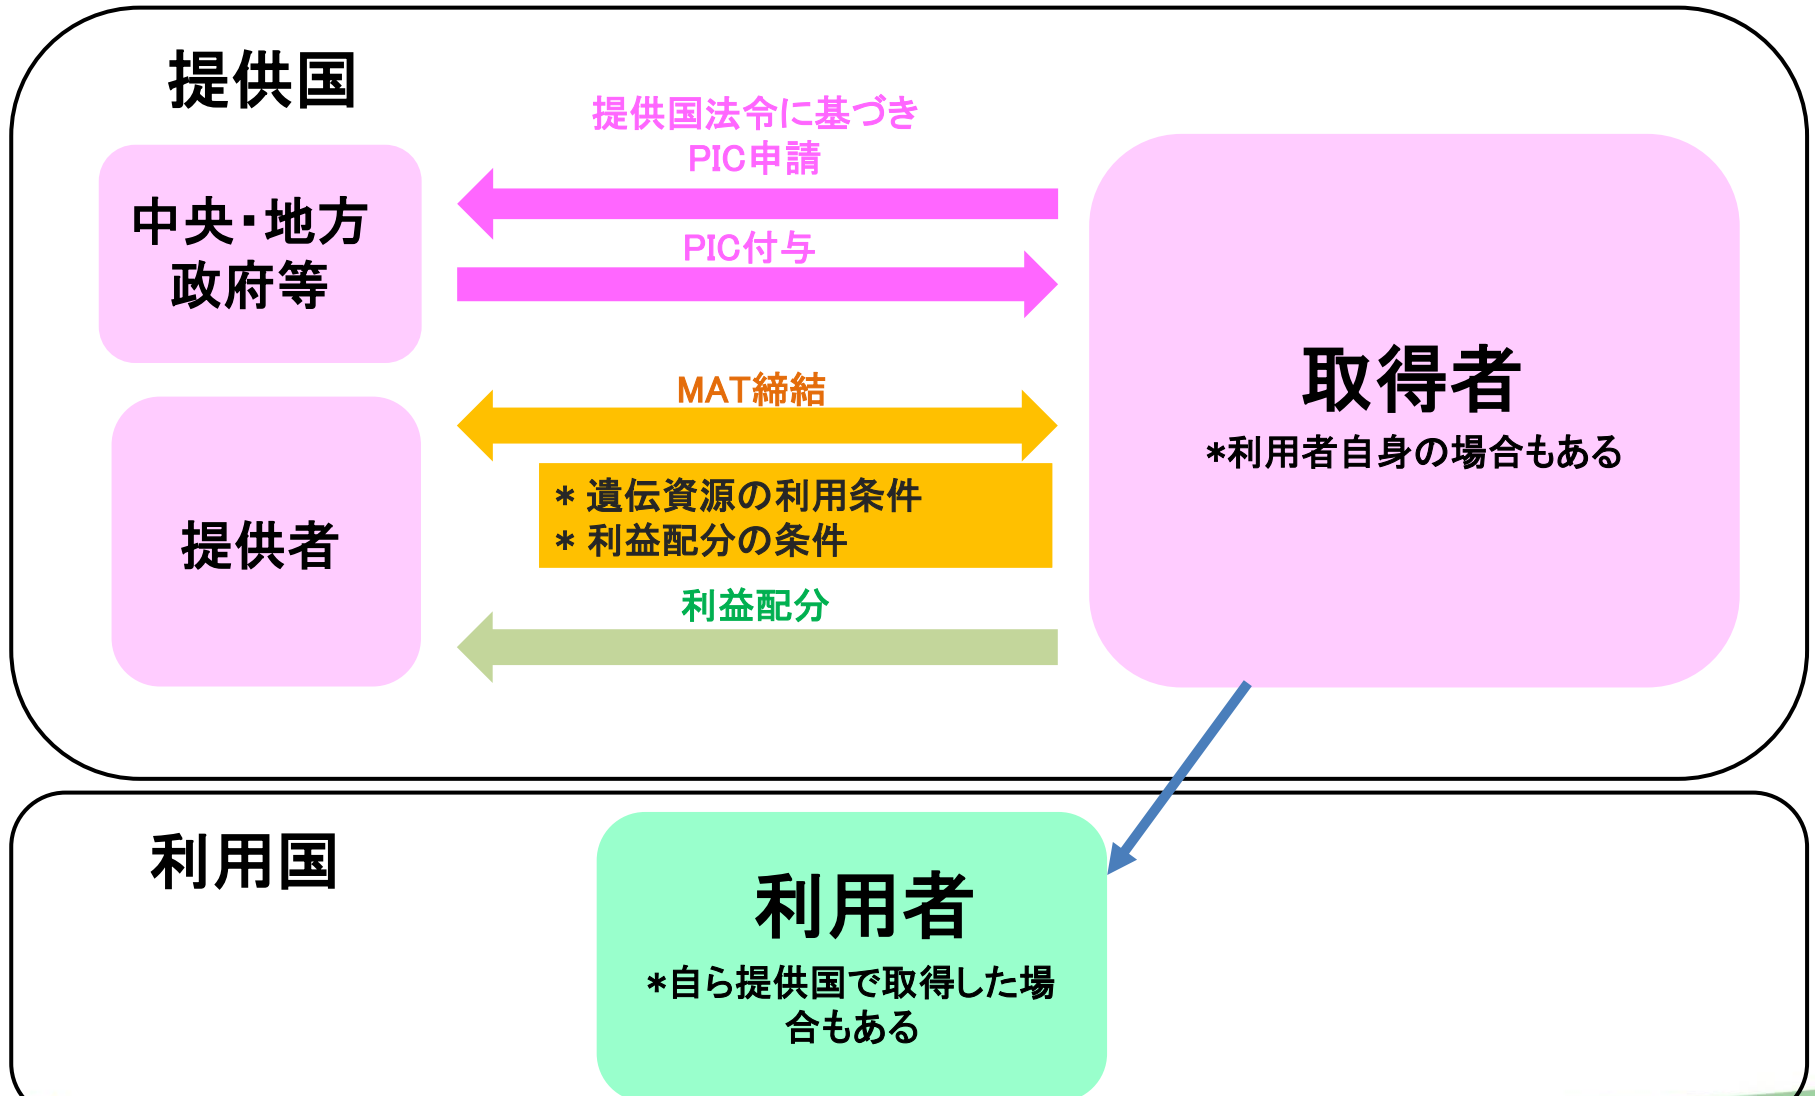 提供国
提供国法令に基づき
PIC申請
中央・地方
政府等
PIC付与
MAT締結
取得者
*利用者自身の場合もある
* 遺伝資源の利用条件
* 利益配分の条件
提供者
利益配分
利用国
利用者
*自ら提供国で取得した場
合もある